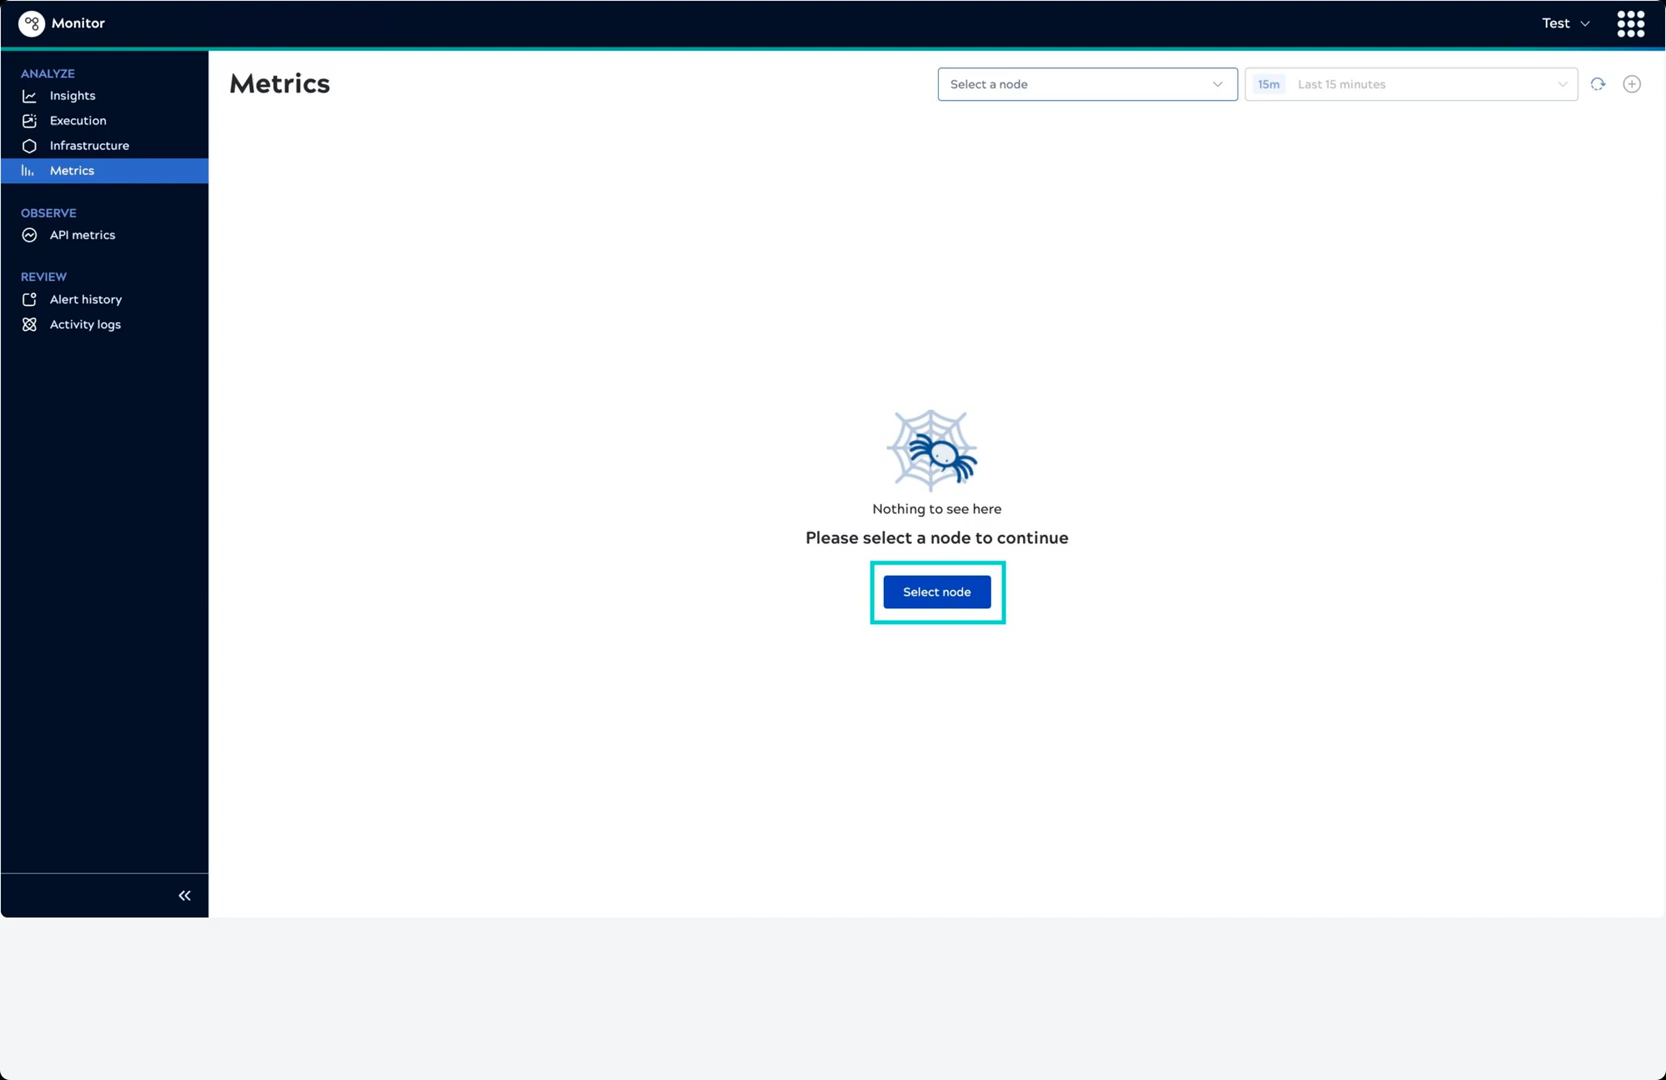 Monitor
Test
ANALYZE
Insights
Execution
Infrastructure
Metrics
OBSERVE
API metrics
REVIEW
Alert history
Activity logs
Metrics
Select a node
15m Last 15 minutes
Nothing to see here
Please select a node to continue
Select node